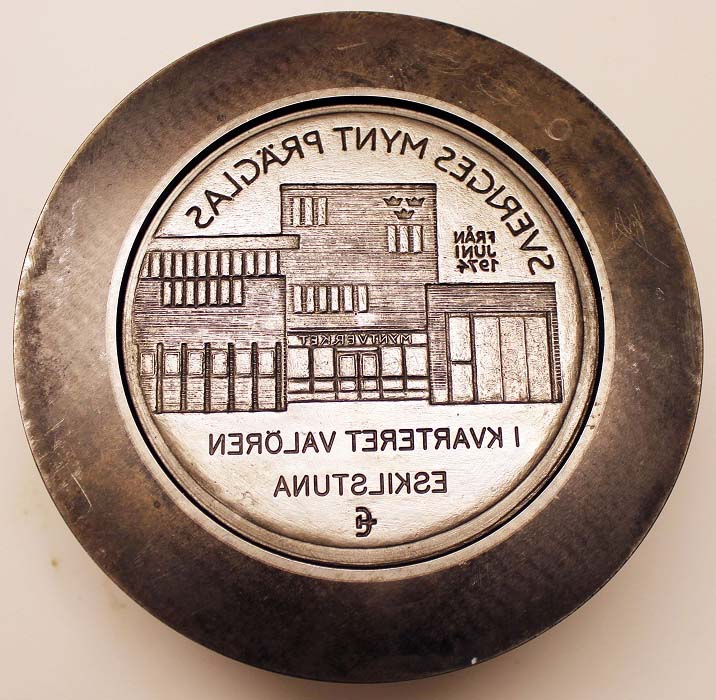 SVERIGES MYNT PRÄGLAS
FRÅN
JUNI
1974
MYNTVERKET
I KVARTERET VALÖREN
ESKILSTUNA